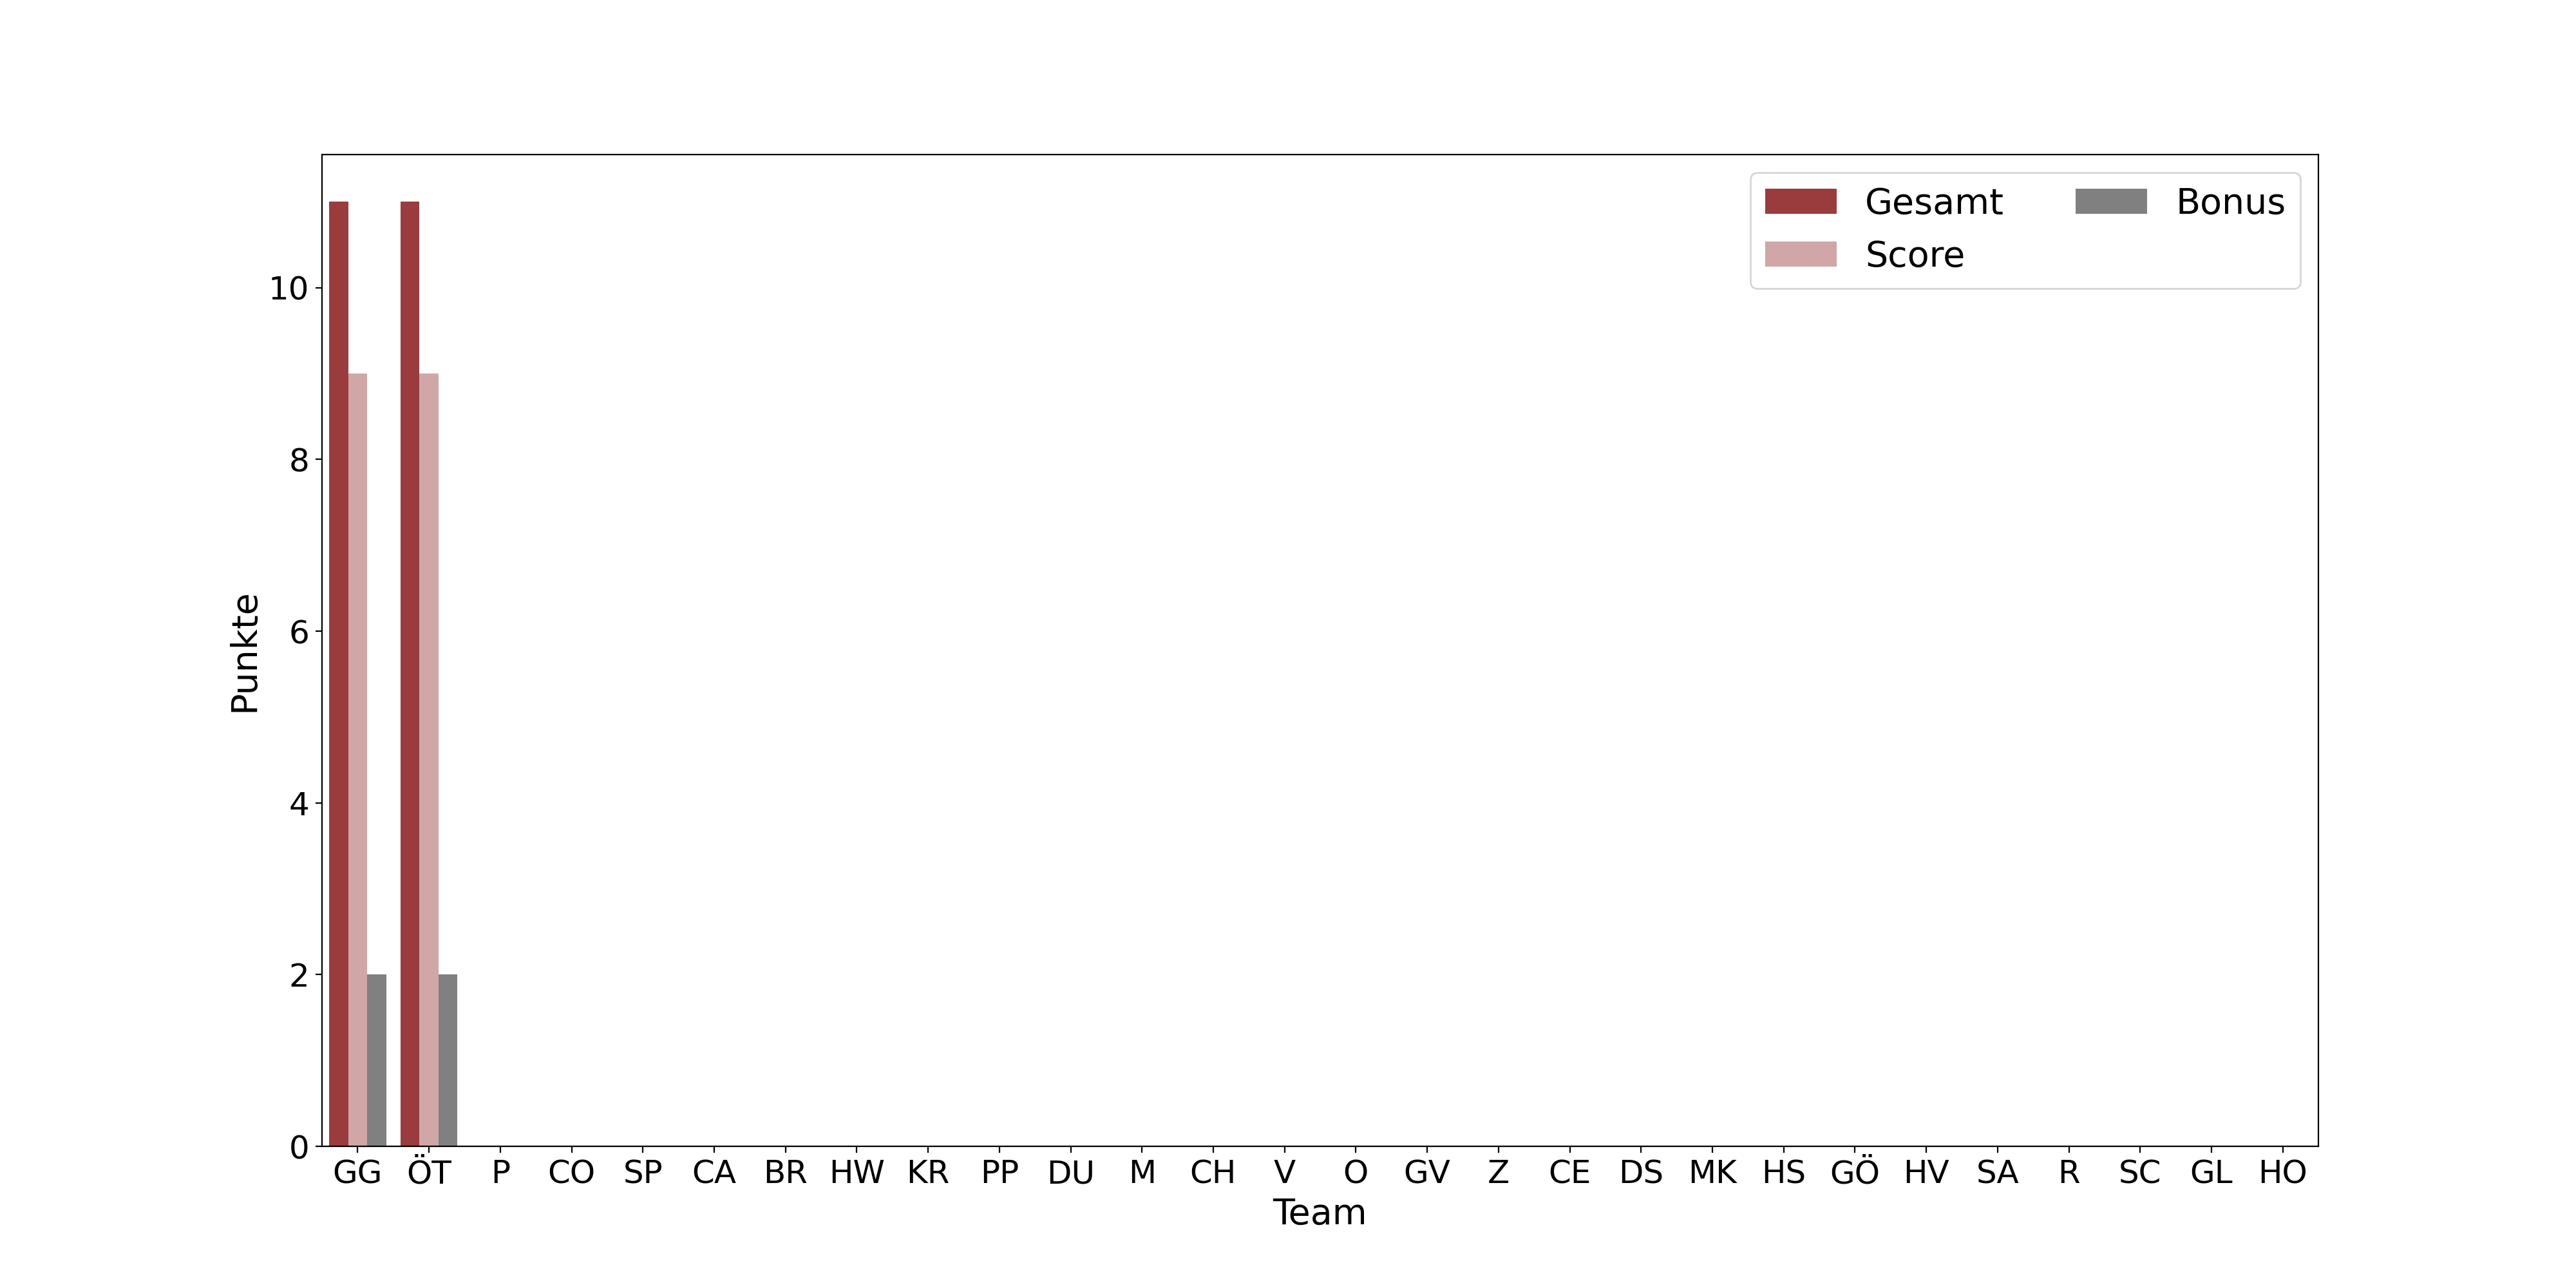 Gesamt
Score
Bonus
Punkte
10
8
6
4
2
0
GG ÖT P CO SP CA BR HW KR PP DU M CH V O GV Z CE DS MK HS GÖ HV SA R SC GL HO
Team